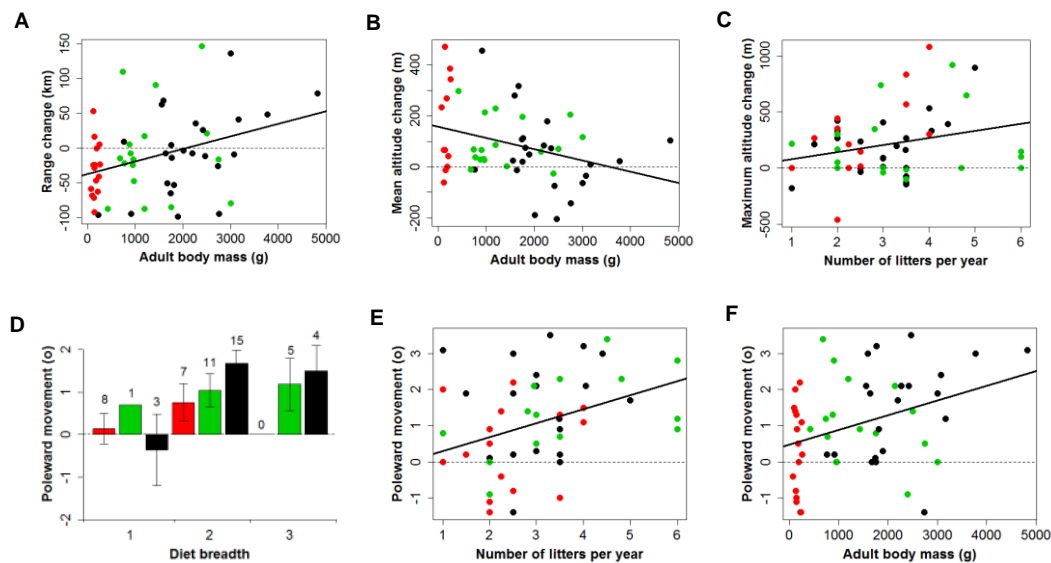 A
Range change (km)
150
100
50
0
-50
-100
0 1000 2000 3000 4000 5000
Adult body mass (g)
B
Mean altitude change (m)
400
200
0
200
0 1000 2000 3000 4000 5000
Adult body mass (g)
C
Maximum altitude change (m)
1000
500
0
-500
1 2 3 4 5 6
Number of litters per year
D
Poleward movement (o)
2
1
0
-1
-2
8 1 3 7 11 15 0 5 4
1 2 3
Diet breadth
E
Poleward movement (o)
3
2
1
0
-1
1 2 3 4 5 6
Number of litters per year
F
Poleward movement (o)
3
2
1
0
-1
0 1000 2000 3000 4000 5000
Adult body mass (g)